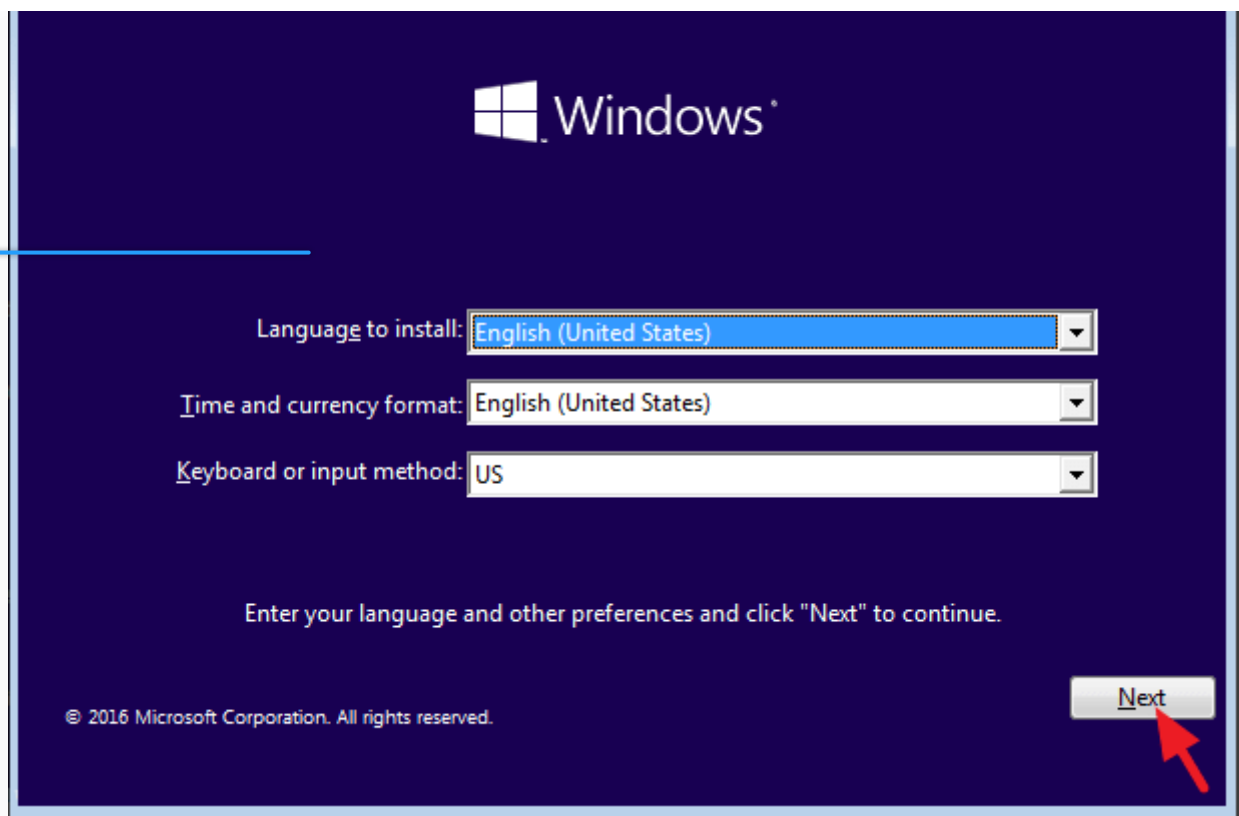 Windows
Language to install: English (United States)
Time and currency format: English (United States)
Keyboard or input method: US
Enter your language and other preferences and click "Next" to continue.
Next
© 2016 Microsoft Corporation. All rights reserved.